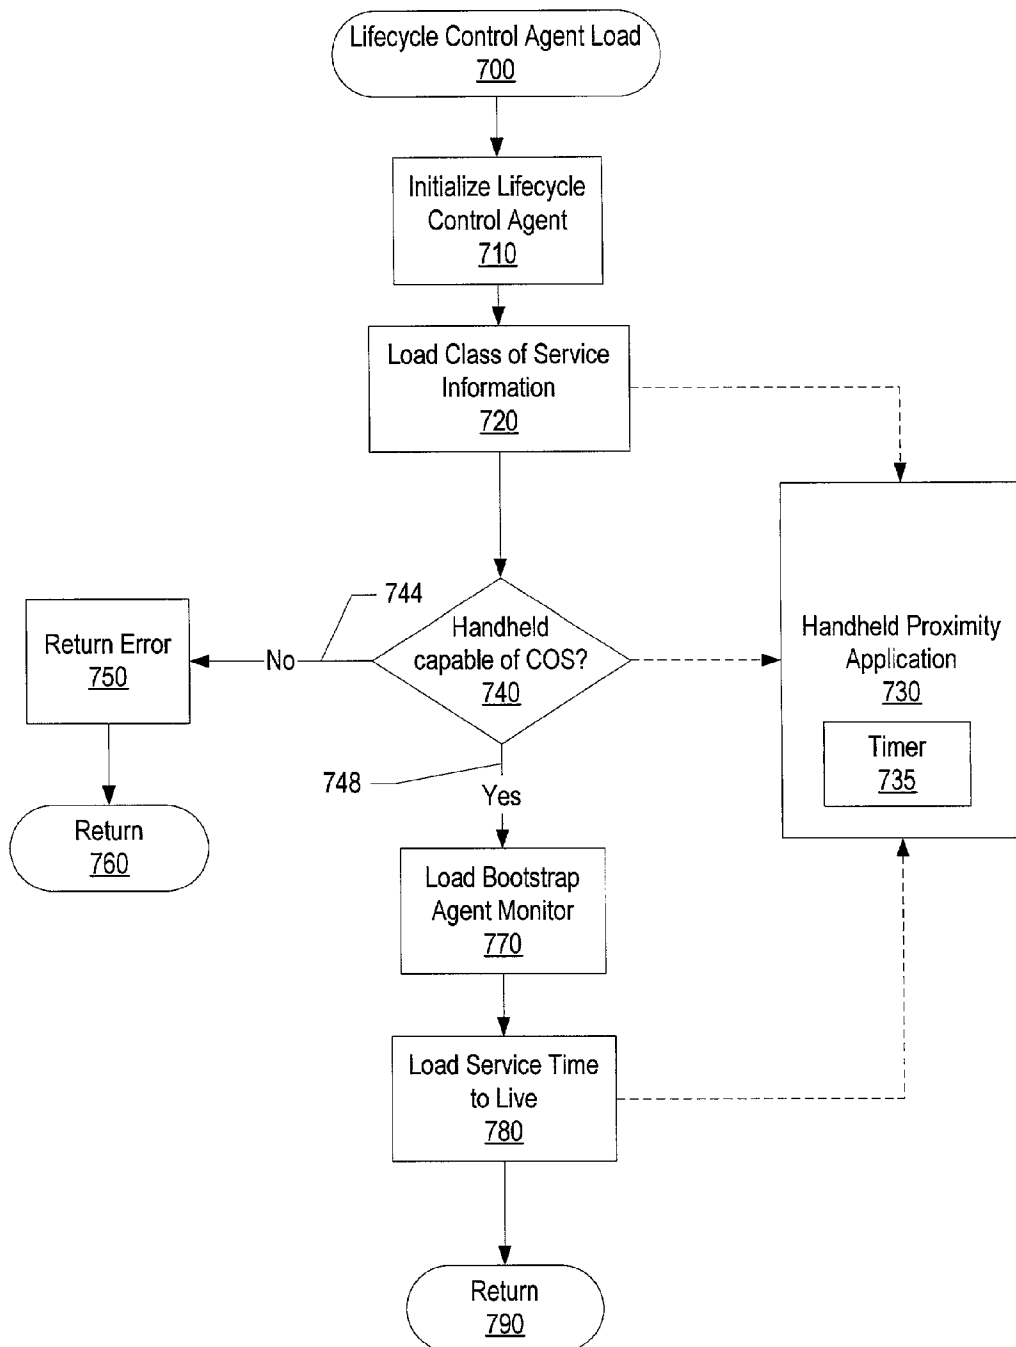 Lifecycle Control Agent Load
700
Initialize Lifecycle
Control Agent
710
Load Class of Service
Information
720
744
Handheld
capable of COS?
740
No
Return Error
750
Return
760
Handheld Proximity
Application
730
Timer
735
748
Yes
Load Bootstrap
Agent Monitor
770
Load Service Time
to Live
780
Return
790